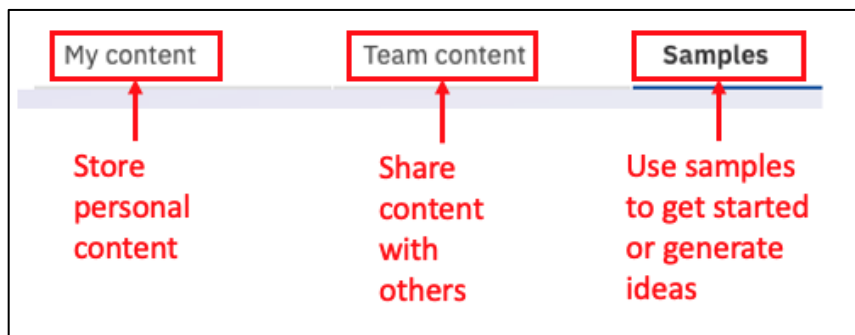 My content
Team content
Samples
Store
personal
content
Share
content
with
others
Use samples
to get started
or generate
ideas